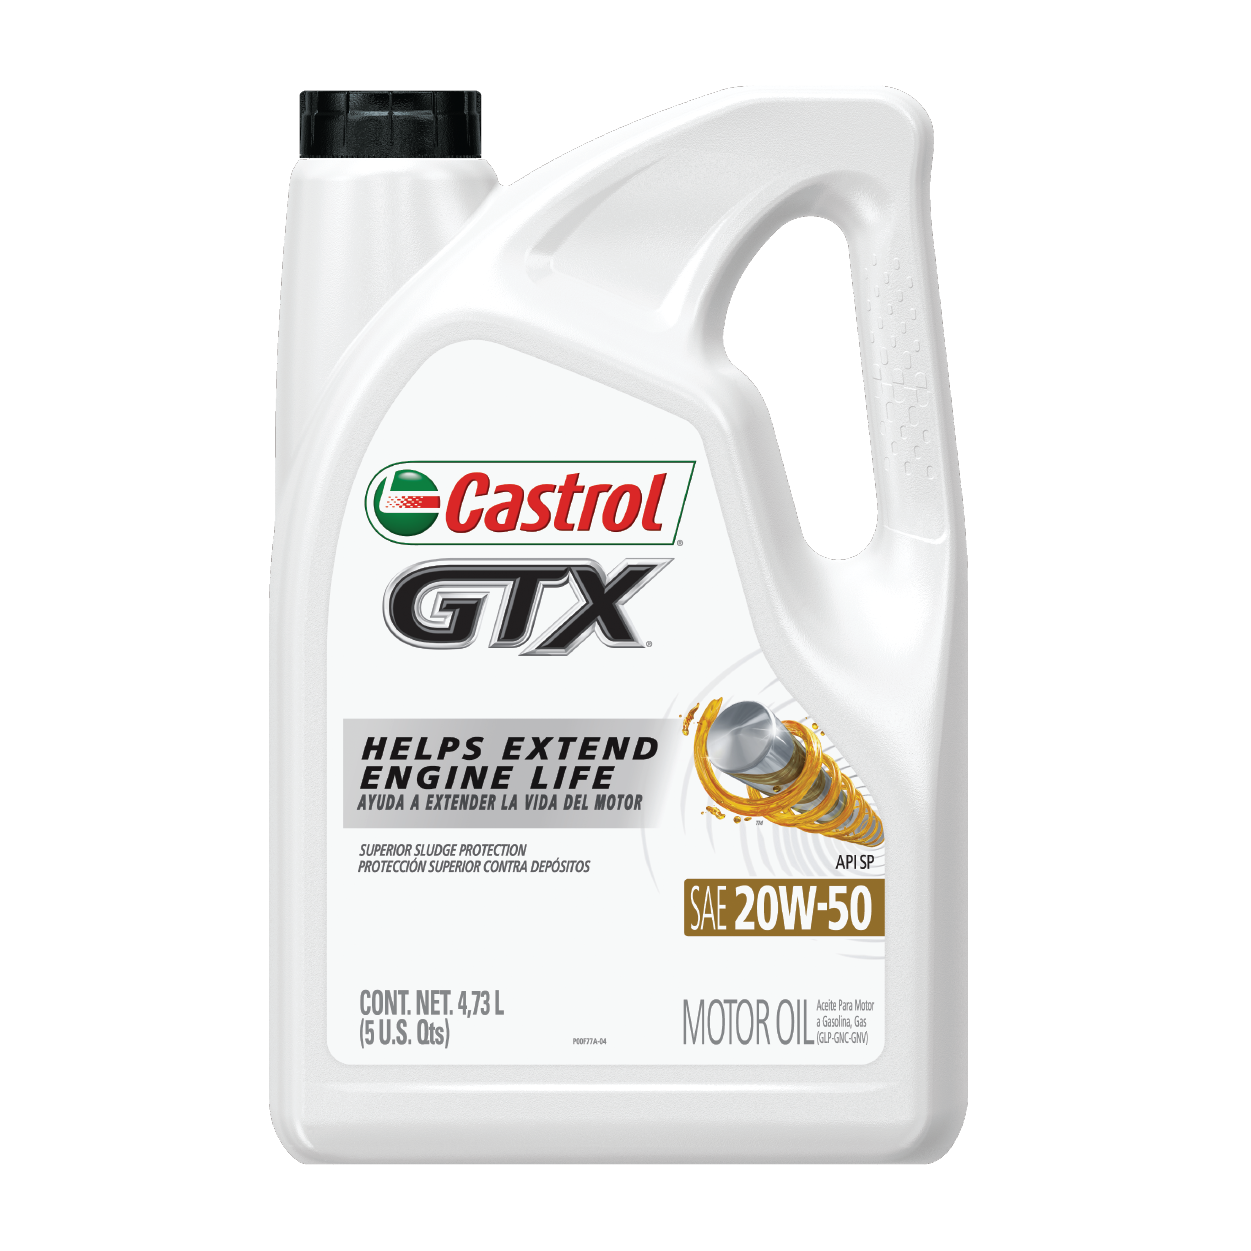 Castrol®
GTX®
HELPS EXTEND
ENGINE LIFE
AYUDA A EXTENDER LA VIDA DEL MOTOR
SUPERIOR SLUDGE PROTECTION
PROTECCIÓN SUPERIOR CONTRA DEPÓSITOS
™
API SP
SAE 20W-50
CONT. NET. 4,73 L
(5 U.S. Qts)
P00F77A-04
MOTOR OIL
Aceite Para Motor
a Gasolina, Gas
(GLP-GNC-GNV)